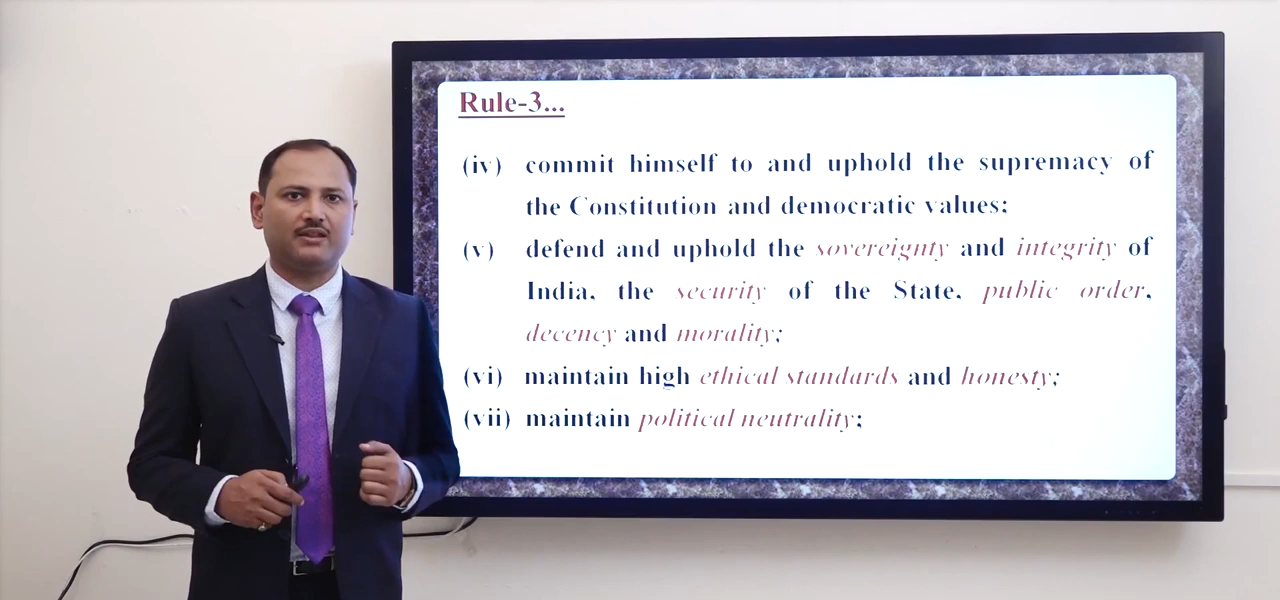 Rule-3...
(iv) commit himself to and uphold the supremacy of
the Constitution and democratic values;
(v) defend and uphold the sovereignty and integrity of
India, the security of the State, public order,
decency and morality;
(vi) maintain high ethical standards and honesty;
(vii) maintain political neutrality;